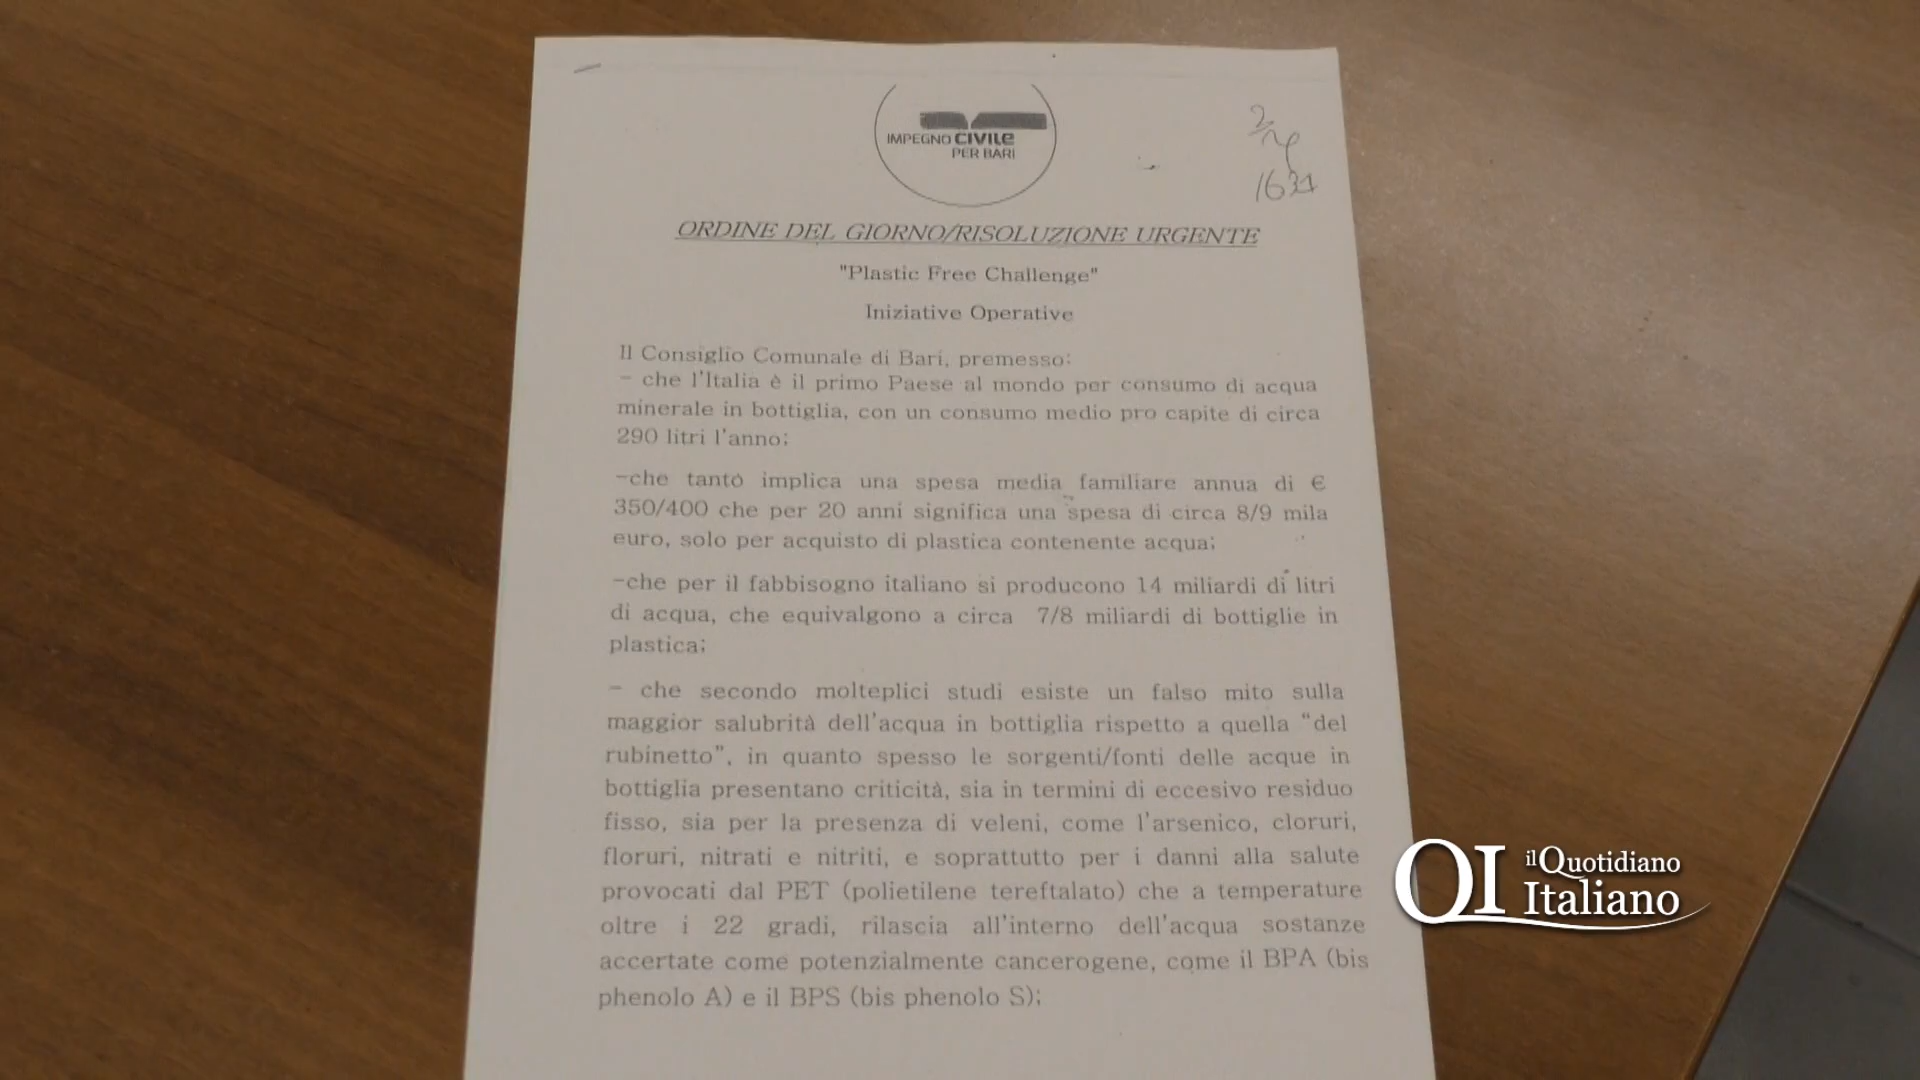 IMPEGNO CIVILE
PER BARI
1631
ORDINE DEL GIORNO/RISOLUZIONE URGENTE
"Plastic Free Challenge"
Iniziative Operative
Il Consiglio Comunale di Bari, premesso:
- che l'Italia è il primo Paese al mondo per consumo di acqua
minerale in bottiglia, con un consumo medio pro capite di circa
290 litri l'anno;
-che tanto implica una spesa media familiare annua di €
350/400 che per 20 anni significa una spesa di circa 8/9 mila
euro, solo per acquisto di plastica contenente acqua;
-che per il fabbisogno italiano si producono 14 miliardi di litri
di acqua, che equivalgono a circa 7/8 miliardi di bottiglie in
plastica;
- che secondo molteplici studi esiste un falso mito sulla
maggior salubrità dell'acqua in bottiglia rispetto a quella "del
rubinetto", in quanto spesso le sorgenti/fonti delle acque in
bottiglia presentano criticità, sia in termini di eccesivo residuo
fisso, sia per la presenza di veleni, come l'arsenico, cloruri,
floruri, nitrati e nitriti, e soprattutto per i danni alla salute
provocati dal PET (polietilene tereftalato) che a temperature
oltre i 22 gradi, rilascia all'interno dell'acqua sostanze
accertate come potenzialmente cancerogene, come il BPA (bis
phenolo A) e il BPS (bis phenolo S);
QI il Quotidiano
Italiano